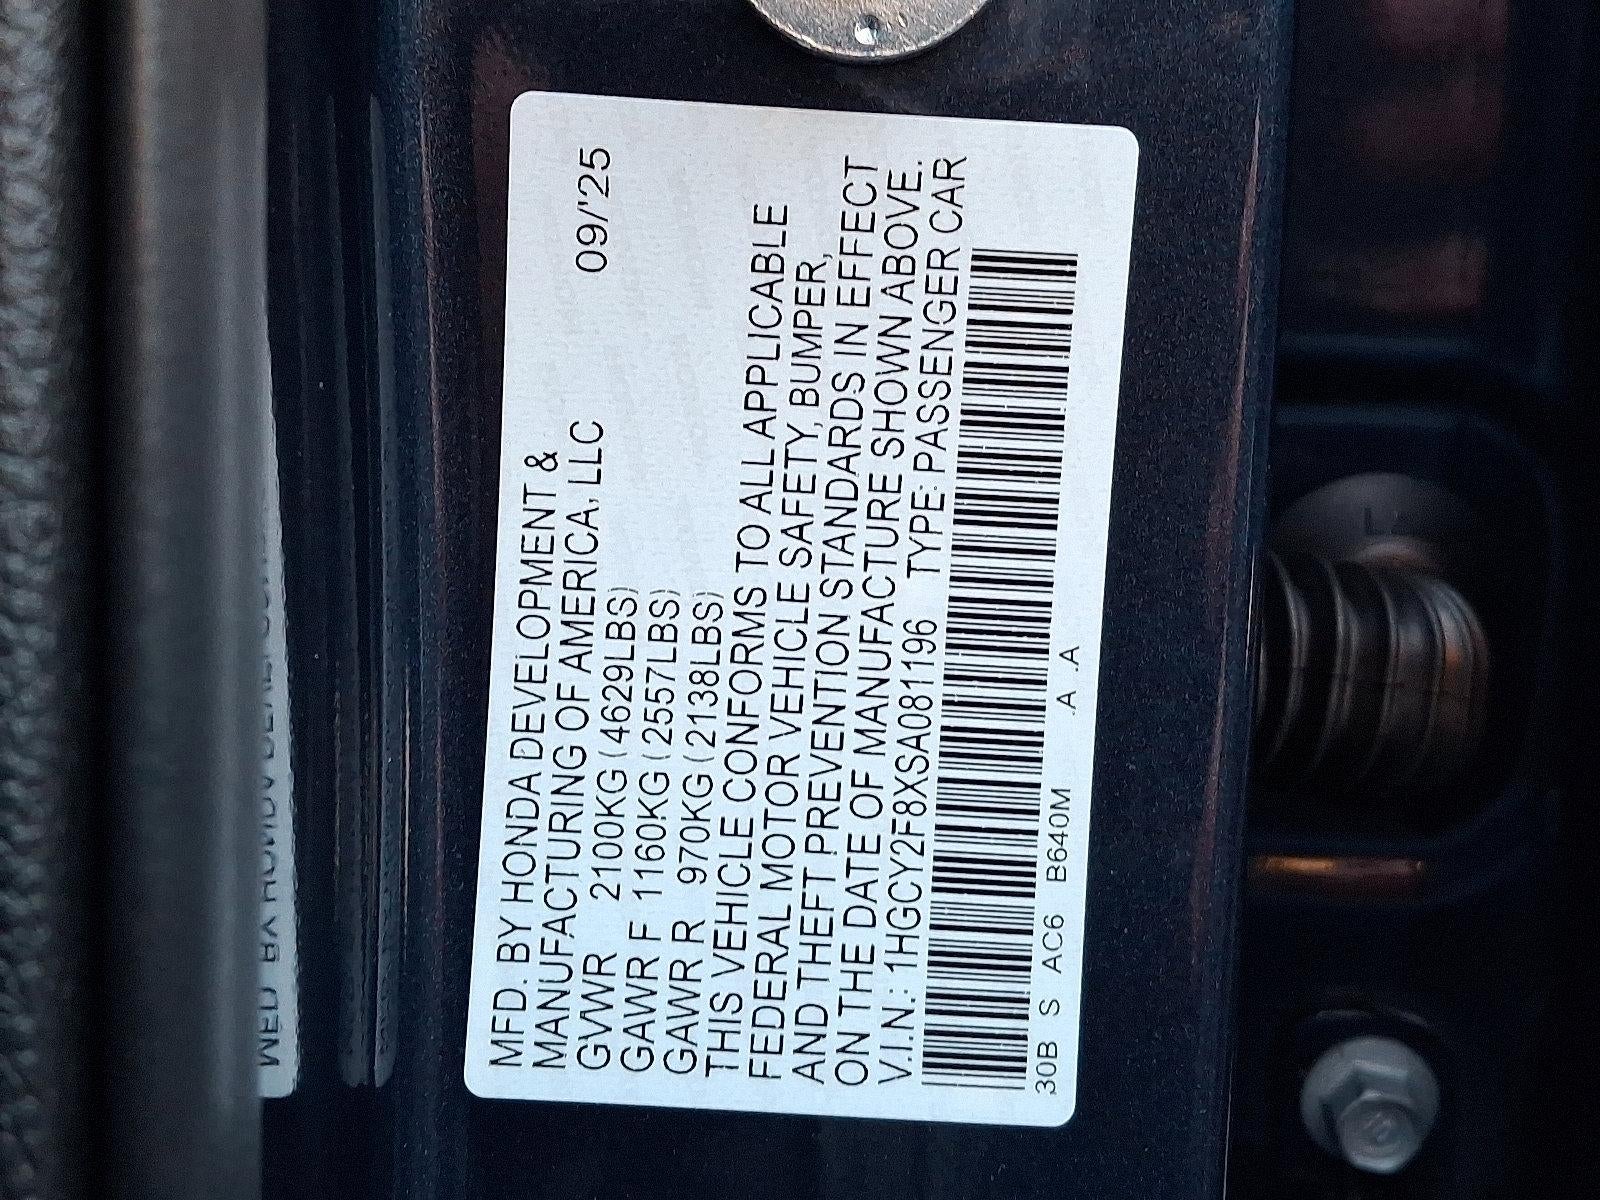 MFD. BY HONDA DEVELOPMENT &
MANUFACTURING OF AMERICA, LLC 09/'25
GVWR 2100KG (4629LBS)
GAWR F 1160KG (2557LBS)
GAWR R 970KG (2138LBS)
THIS VEHICLE CONFORMS TO ALL APPLICABLE
FEDERAL MOTOR VEHICLE SAFETY, BUMPER,
AND THEFT PREVENTION STANDARDS IN EFFECT
ON THE DATE OF MANUFACTURE SHOWN ABOVE.
V.I.N.: 1HGCY2F8XSA081196 TYPE: PASSENGER CAR
30B S AC6 B640M .A .A